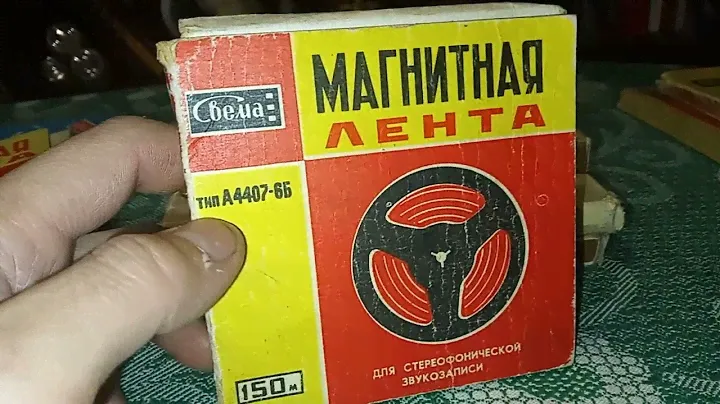 Свема
МАГНИТНАЯ
ЛЕНТА
тип А4407-6Б
ДЛЯ СТЕРЕОФОНИЧЕСКОЙ
ЗВУКОЗАПИСИ
150 м